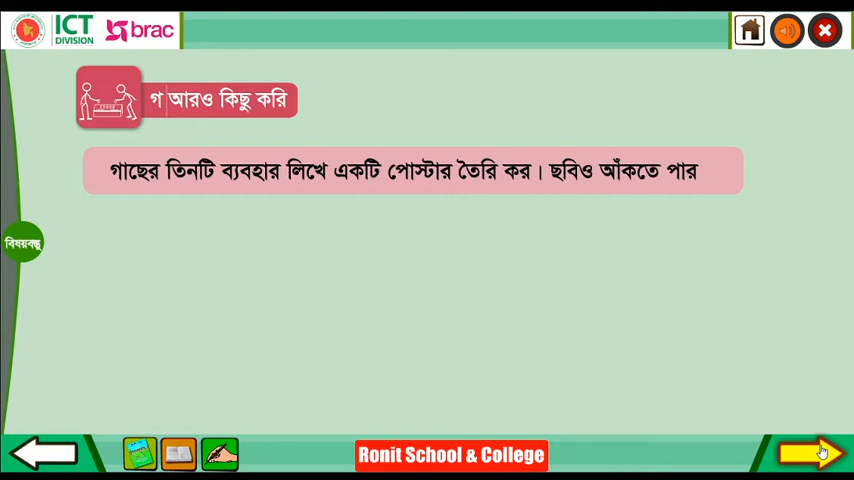 ICT
DIVISION
brac
গ আরও কিছু করি
গাছের তিনটি ব্যবহার লিখে একটি পোস্টার তৈরি কর। ছবিও আঁকতে পার
বিষয়বস্তু
Ronit School & College